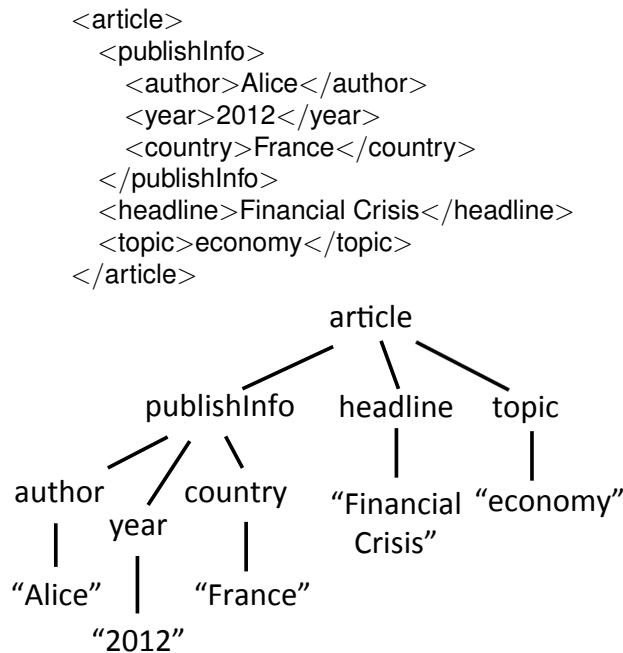 <article>
<publishInfo>
<author>Alice</author>
<year>2012</year>
<country>France</country>
</publishInfo>
<headline>Financial Crisis</headline>
<topic>economy</topic>
</article>
article
publishInfo headline topic
author year country
“Financial Crisis” “economy”
“Alice” “2012” “France”